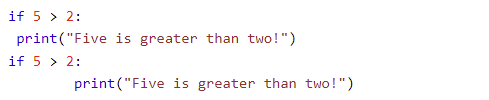 if 5 > 2:
 print("Five is greater than two!")
if 5 > 2:
        print("Five is greater than two!")